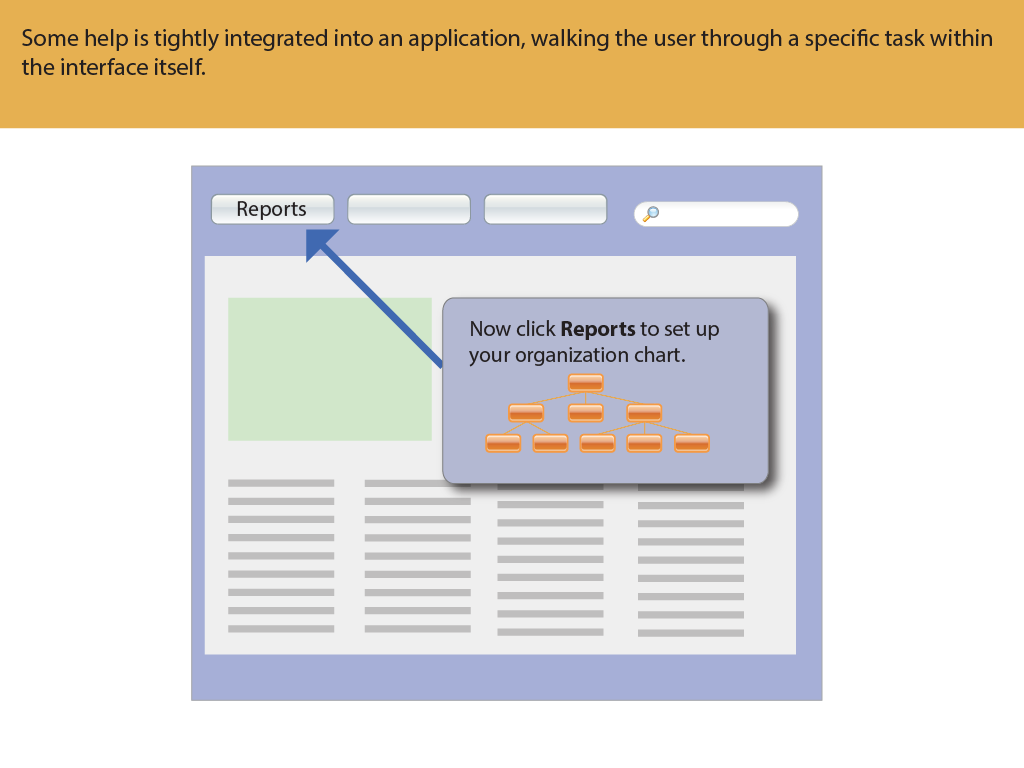 Some help is tightly integrated into an application, walking the user through a specific task within
the interface itself.
Reports
Now click Reports to set up
your organization chart.